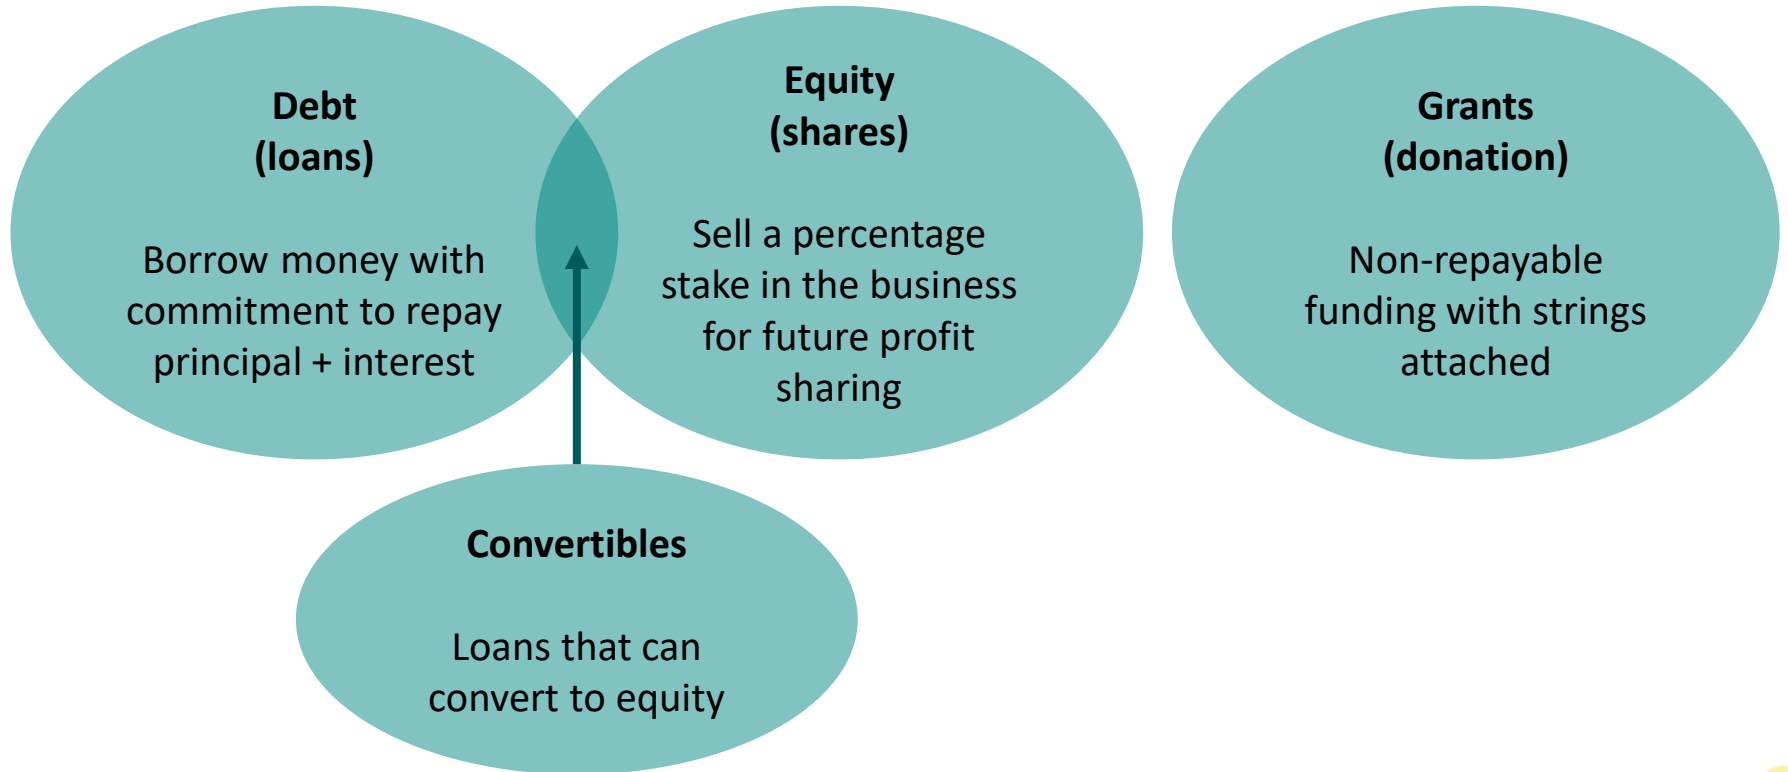 Debt
(loans)
Borrow money with
commitment to repay
principal + interest
Equity
(shares)
Sell a percentage
stake in the business
for future profit
sharing
Grants
(donation)
Non-repayable
funding with strings
attached
Convertibles
Loans that can
convert to equity